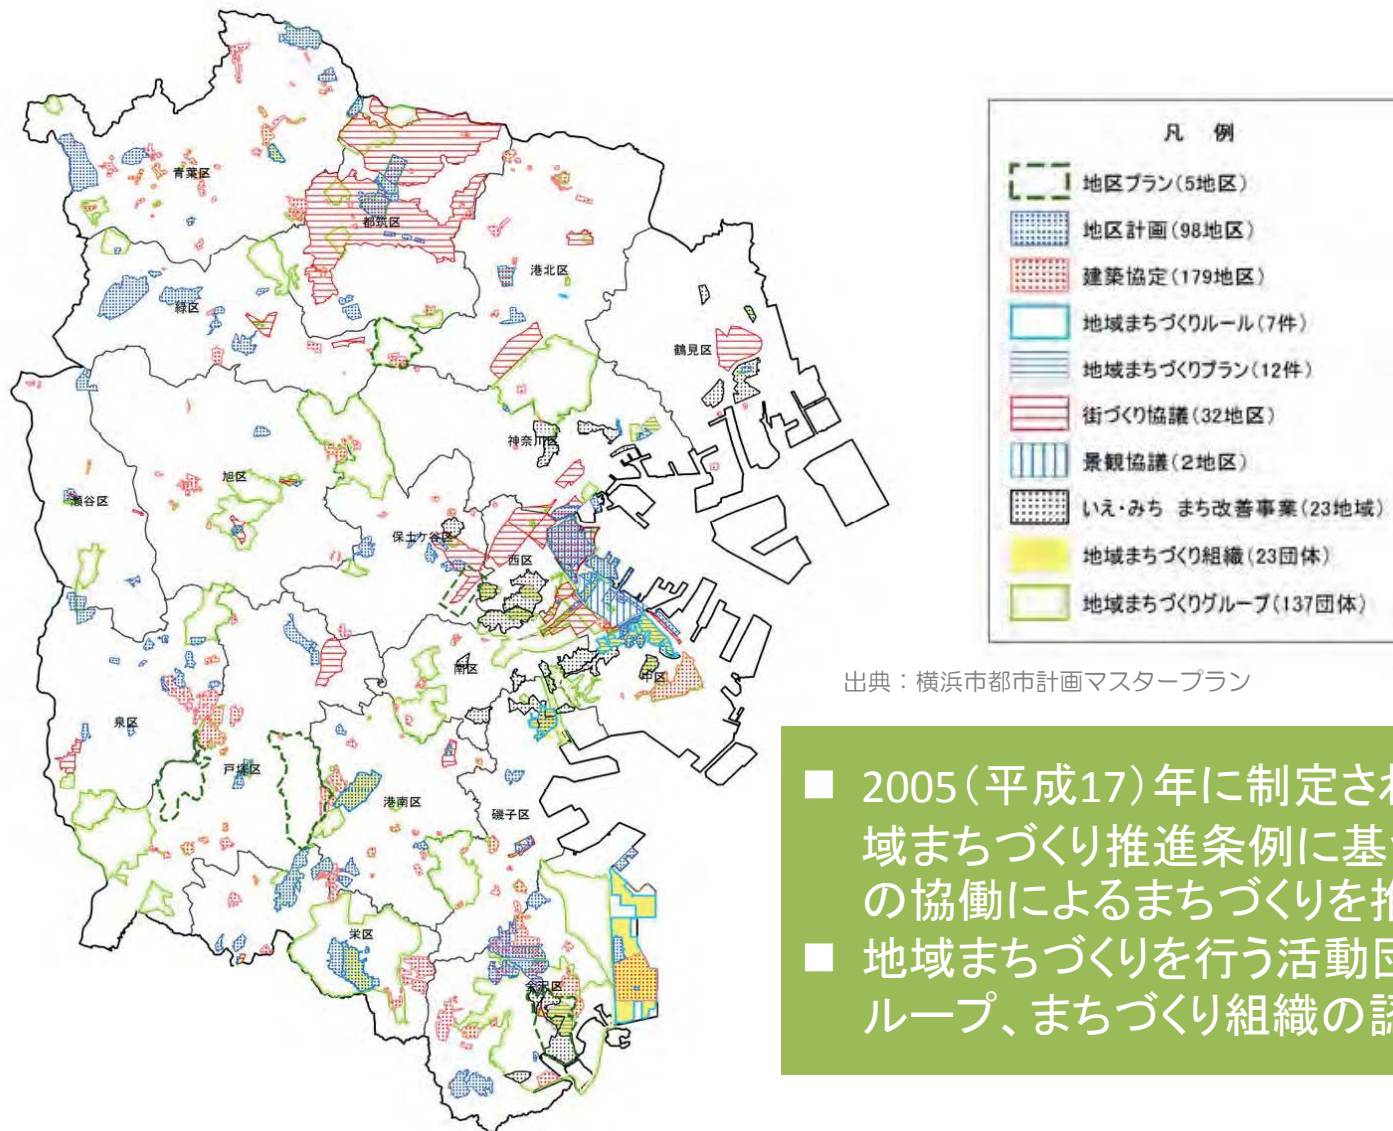 青葉区
都筑区
港北区
緑区
鶴見区
神奈川区
旭区
瀬谷区
保土ケ谷区
西区
南区
中区
泉区
戸塚区
港南区
磯子区
栄区
金沢区
凡 例
地区プラン(5地区)
地区計画(98地区)
建築協定(179地区)
地域まちづくりルール(7件)
地域まちづくりプラン(12件)
街づくり協議(32地区)
景観協議(2地区)
いえ・みち まち改善事業(23地域)
地域まちづくり組織(23団体)
地域まちづくりグループ(137団体)
出典：横浜市都市計画マスタープラン
■ 2005(平成17)年に制定され
域まちづくり推進条例に基づ
の協働によるまちづくりを推
■ 地域まちづくりを行う活動団
ループ、まちづくり組織の認